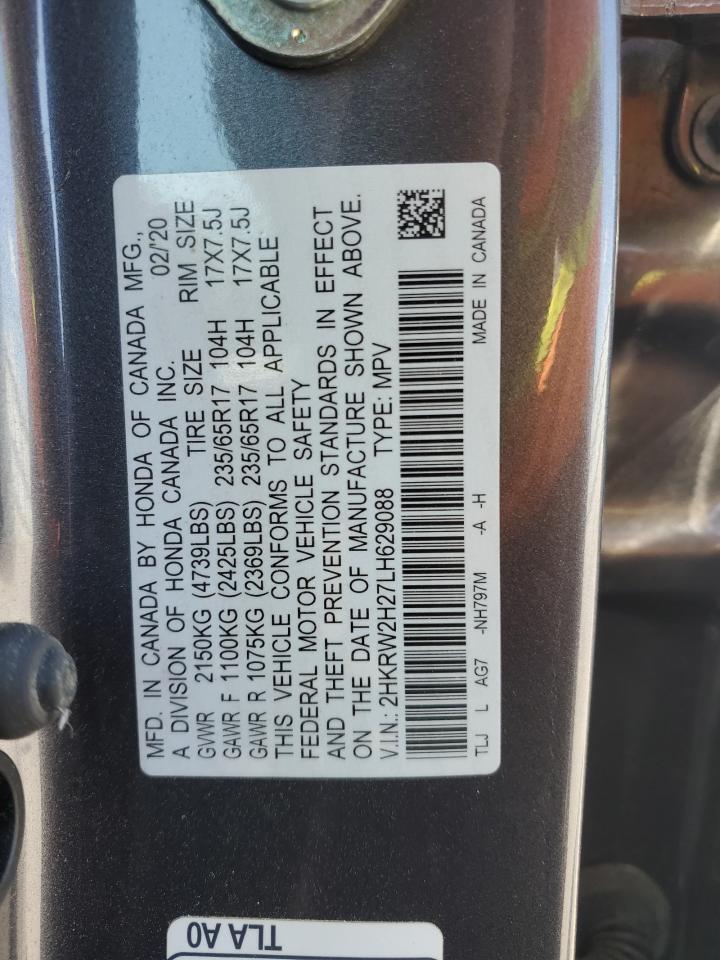 MFD. IN CANADA BY HONDA OF CANADA MFG.,
A DIVISION OF HONDA CANADA INC. 02/'20
GVWR 2150KG (4739LBS) TIRE SIZE RIM SIZE
GAWR F 1100KG (2425LBS) 235/65R17 104H 17X7.5J
GAWR R 1075KG (2369LBS) 235/65R17 104H 17X7.5J
THIS VEHICLE CONFORMS TO ALL APPLICABLE
FEDERAL MOTOR VEHICLE SAFETY
AND THEFT PREVENTION STANDARDS IN EFFECT
ON THE DATE OF MANUFACTURE SHOWN ABOVE.
V.I.N.: 2HKRW2H27LH629088 TYPE: MPV
TLJ L AG7 -NH797M -A -H MADE IN CANADA
TLA A0